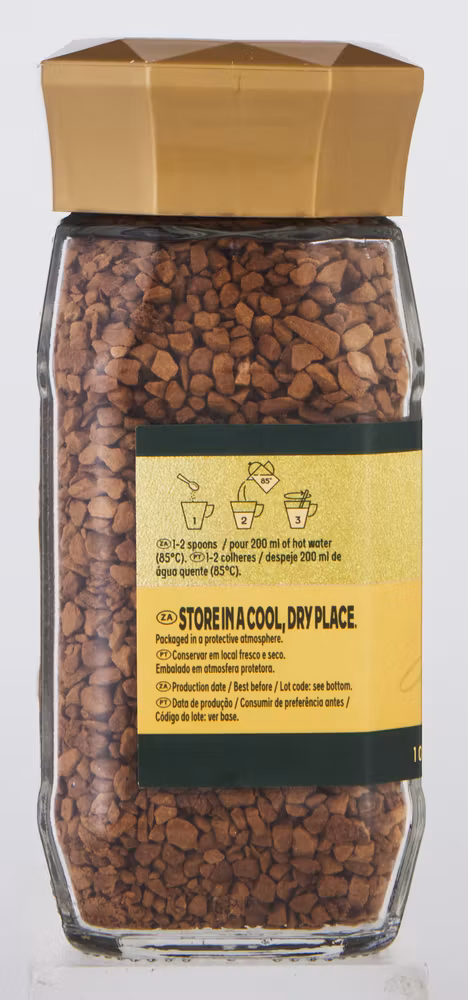 85°
1 2 3
ZA 1-2 spoons / pour 200 ml of hot water
(85°C). PT 1-2 colheres / despeje 200 ml de
água quente (85°C).
ZA STORE IN A COOL, DRY PLACE.
Packaged in a protective atmosphere.
PT Conservar em local fresco e seco.
Embalado em atmosfera protetora.
ZA Production date / Best before / Lot code: see bottom.
PT Data de produção / Consumir de preferência antes /
Código do lote: ver base.